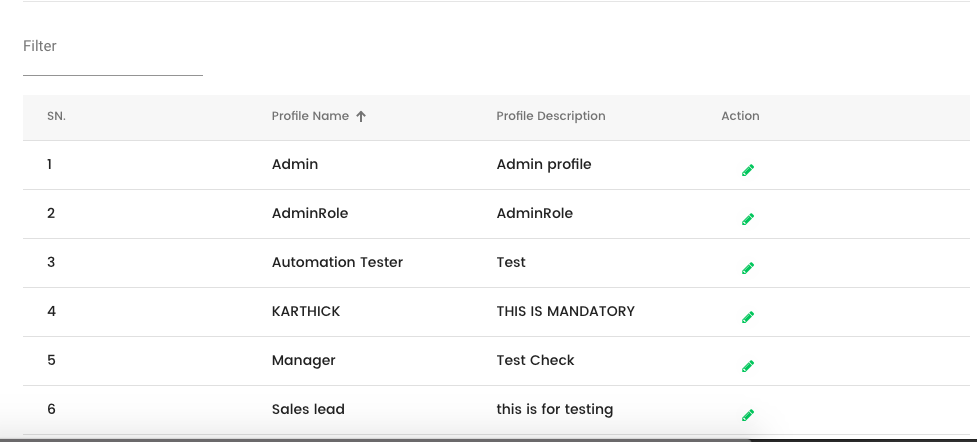 Filter
SN. Profile Name Profile Description Action
1 Admin Admin profile
2 AdminRole AdminRole
3 Automation Tester Test
4 KARTHICK THIS IS MANDATORY
5 Manager Test Check
6 Sales lead this is for testing